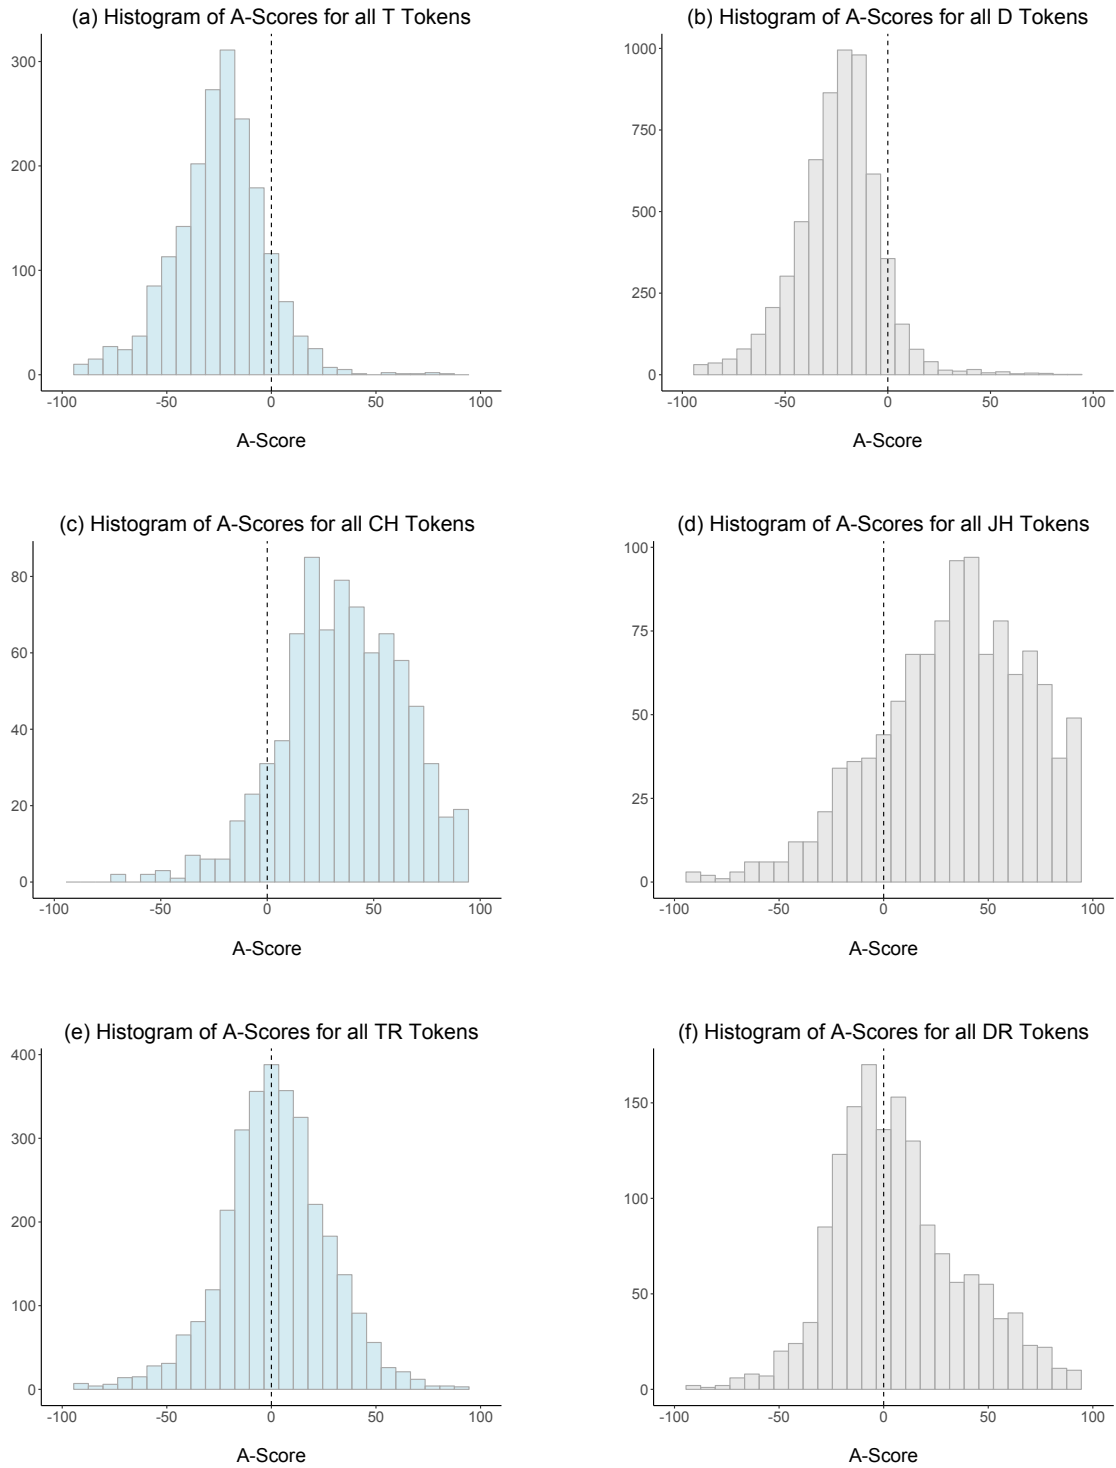 (a) Histogram of A-Scores for all T Tokens
300
200
100
0
-100 -50 0 50 100
A-Score
(b) Histogram of A-Scores for all D Tokens
1000
750
500
250
0
-100 -50 0 50 100
A-Score
(c) Histogram of A-Scores for all CH Tokens
80
60
40
20
0
-100 -50 0 50 100
A-Score
(d) Histogram of A-Scores for all JH Tokens
100
75
50
25
0
-100 -50 0 50 100
A-Score
(e) Histogram of A-Scores for all TR Tokens
400
300
200
100
0
-100 -50 0 50 100
A-Score
(f) Histogram of A-Scores for all DR Tokens
150
100
50
0
-100 -50 0 50 100
A-Score